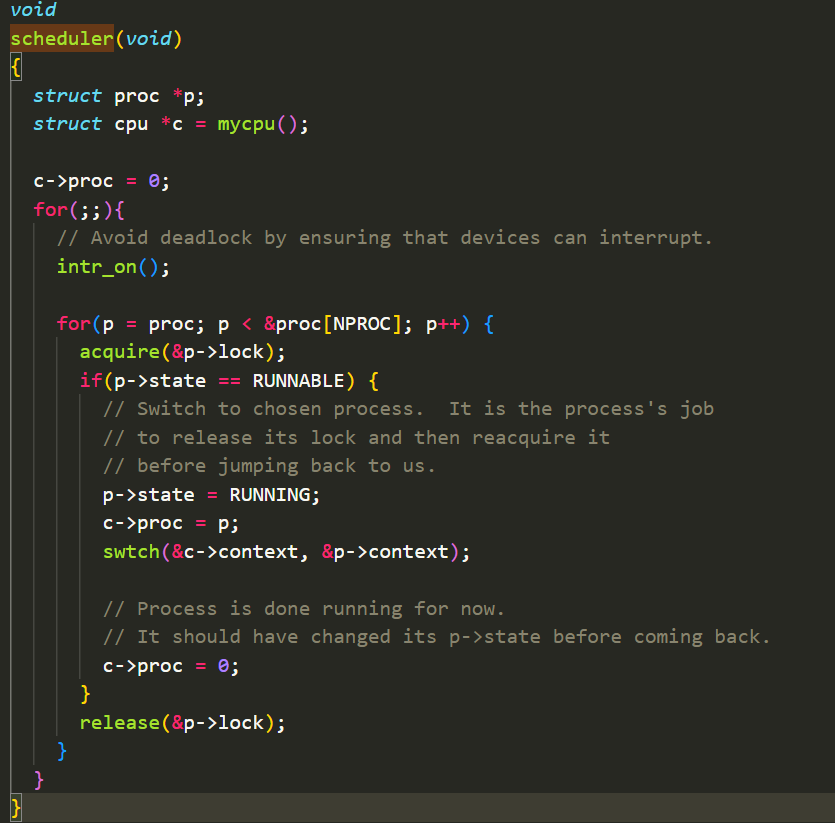 void
scheduler(void)
{
  struct proc *p;
  struct cpu *c = mycpu();

  c->proc = 0;
  for(;;){
    // Avoid deadlock by ensuring that devices can interrupt.
    intr_on();

    for(p = proc; p < &proc[NPROC]; p++) {
      acquire(&p->lock);
      if(p->state == RUNNABLE) {
        // Switch to chosen process.  It is the process's job
        // to release its lock and then reacquire it
        // before jumping back to us.
        p->state = RUNNING;
        c->proc = p;
        swtch(&c->context, &p->context);

        // Process is done running for now.
        // It should have changed its p->state before coming back.
        c->proc = 0;
      }
      release(&p->lock);
    }
  }
}